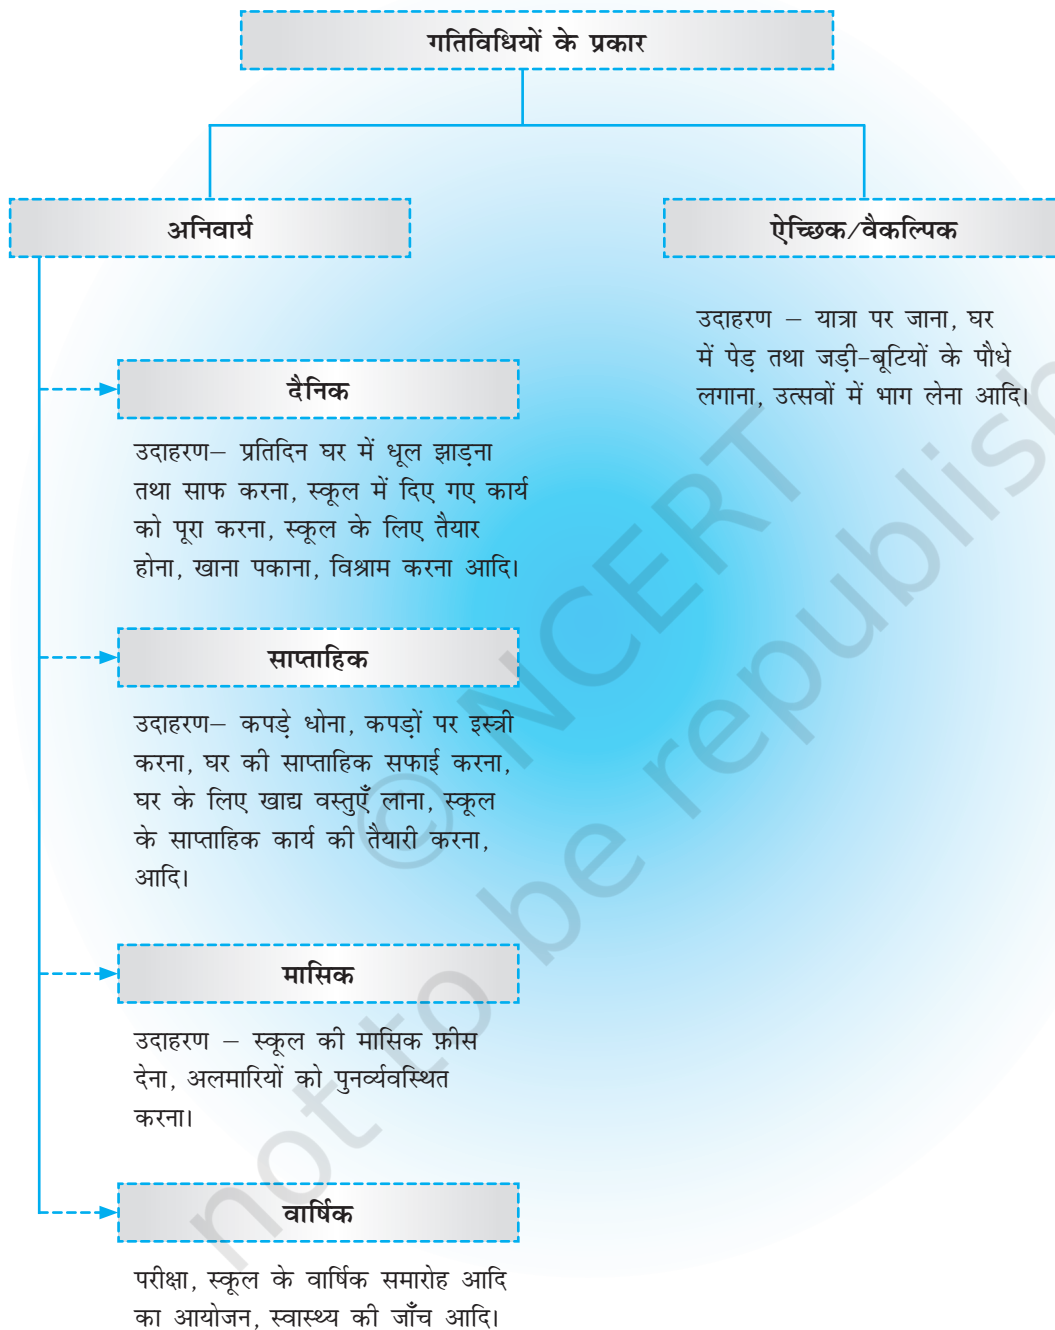 गतिविधियों के प्रकार
अनिवार्य
ऐच्छिक/वैकल्पिक
उदाहरण – यात्रा पर जाना, घर
में पेड़ तथा जड़ी-बूटियों के पौधे
लगाना, उत्सवों में भाग लेना आदि।
दैनिक
उदाहरण– प्रतिदिन घर में धूल झाड़ना
तथा साफ करना, स्कूल में दिए गए कार्य
को पूरा करना, स्कूल के लिए तैयार
होना, खाना पकाना, विश्राम करना आदि।
साप्ताहिक
उदाहरण– कपड़े धोना, कपड़ों पर इस्त्री
करना, घर की साप्ताहिक सफाई करना,
घर के लिए खाद्य वस्तुएँ लाना, स्कूल
के साप्ताहिक कार्य की तैयारी करना,
आदि।
मासिक
उदाहरण – स्कूल की मासिक फ़ीस
देना, अलमारियों को पुनर्व्यवस्थित
करना।
वार्षिक
परीक्षा, स्कूल के वार्षिक समारोह आदि
का आयोजन, स्वास्थ्य की जाँच आदि।
© NCERT
not to be republish